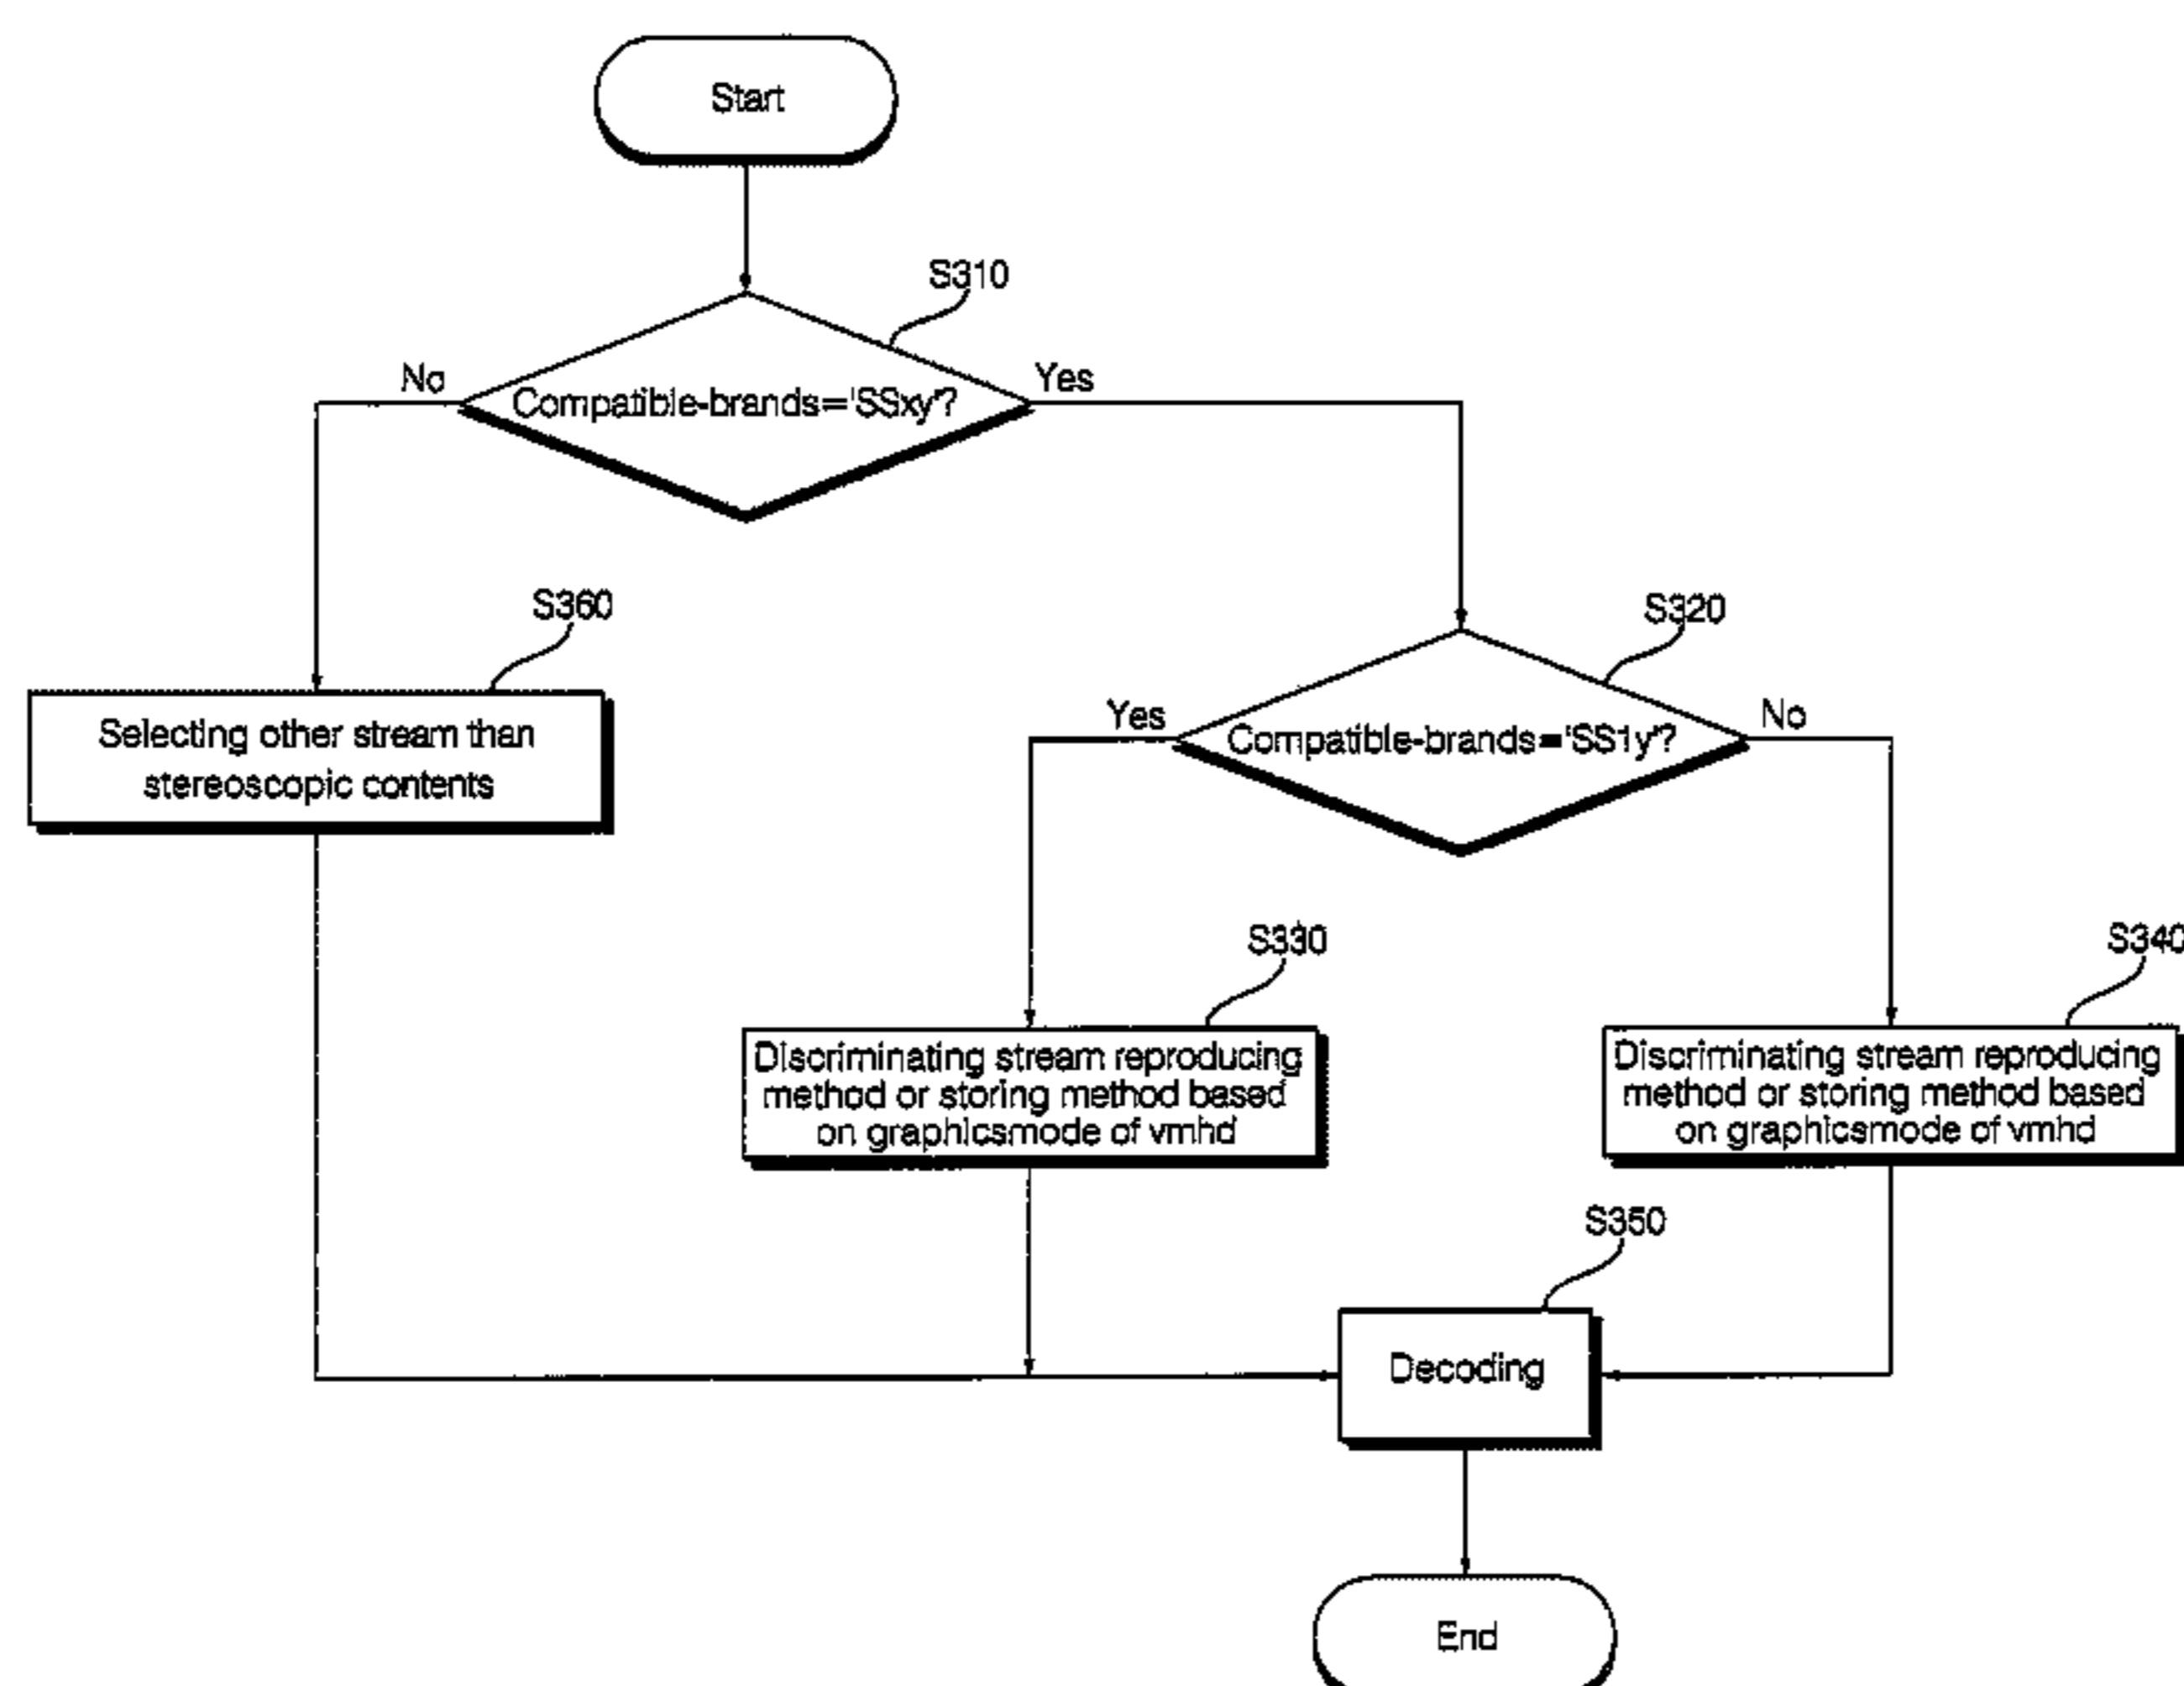 Start
S310
No
Yes
Compatible-brands='SSxy'?
S360
S320
Selecting other stream than
stereoscopic contents
Yes
No
Compatible-brands='SS1y'?
S330
S340
Discriminating stream reproducing
method or storing method based
on graphicsmode of vmhd
Discriminating stream reproducing
method or storing method based
on graphicsmode of vmhd
S350
Decoding
End